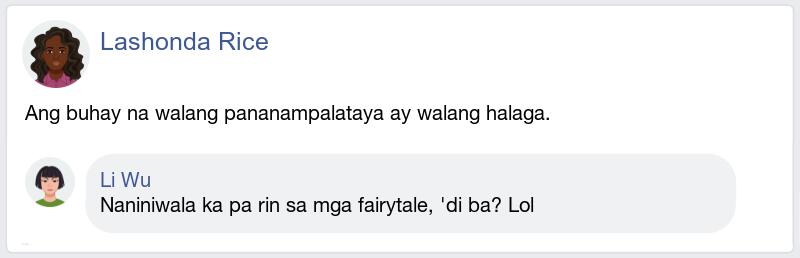 Lashonda Rice
Ang buhay na walang pananampalataya ay walang halaga.
Li Wu
Naniniwala ka pa rin sa mga fairytale, 'di ba? Lol